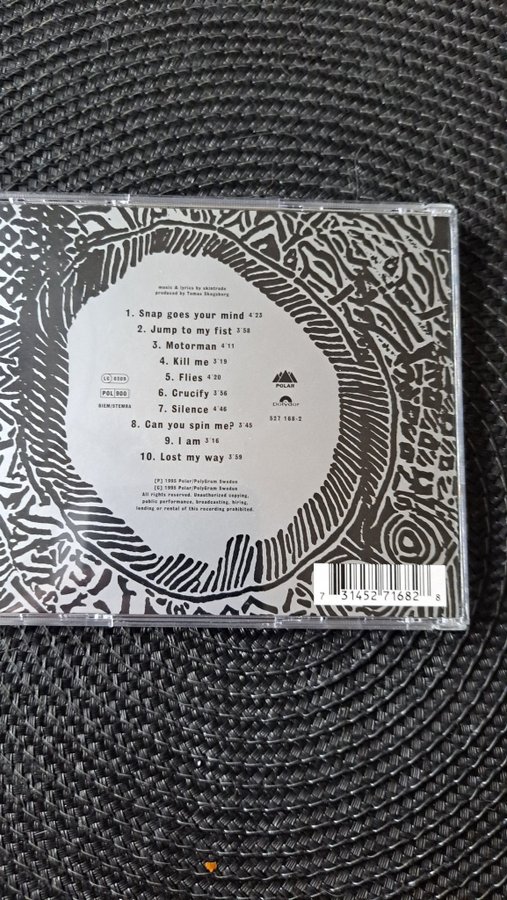 music & lyrics by skintrade
produced by Tomas Skogsberg
1. Snap goes your mind 4'23
2. Jump to my fist 3'58
3. Motorman 4'11
4. Kill me 3'19
5. Flies 4'20
6. Crucify 3'56
7. Silence 4'46
8. Can you spin me? 3'45
9. I am 3'16
10. Lost my way 3'59
LC 0309
POL 900
BIEM/STEMRA
POLAR
Polydor
527 168-2
[P] 1995 Polar/PolyGram Sweden
[C] 1995 Polar/PolyGram Sweden
All rights reserved. Unauthorized copying,
public performance, broadcasting, hiring,
lending or rental of this recording prohibited.
7 31452 71682 8